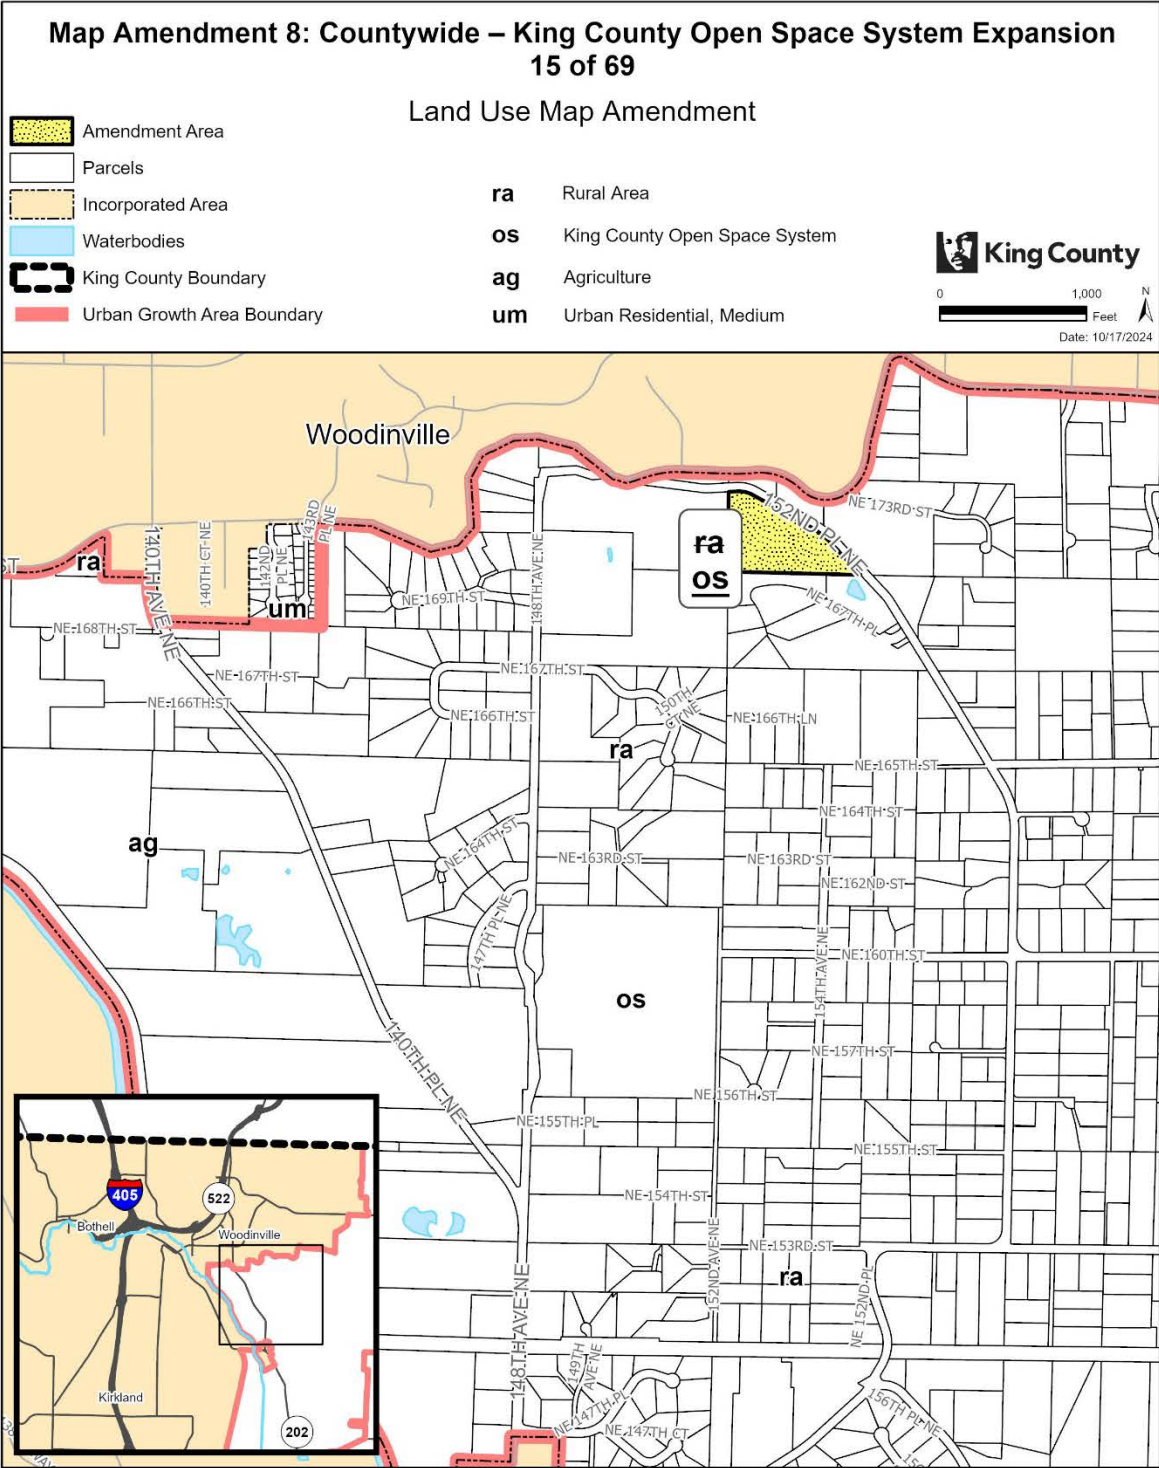 Map Amendment 8: Countywide – King County Open Space System Expansion
15 of 69
Land Use Map Amendment
Amendment Area
Parcels
Incorporated Area
Waterbodies
King County Boundary
Urban Growth Area Boundary
ra Rural Area
os King County Open Space System
ag Agriculture
um Urban Residential, Medium
King County
0 1,000
Feet
N
Date: 10/17/2024
Woodinville
152ND PL NE
NE 173RD ST
143RD
PL NE
140TH AVE NE
140TH CT NE
142ND
PL NE
ST
ra
um
ra
os
148TH AVE NE
NE 169TH ST
NE 167TH PL
NE 168TH ST
NE 167TH ST
NE 167TH ST
NE 166TH ST
NE 166TH ST
150TH
CT NE
NE 166TH LN
ra
NE 165TH ST
NE 164TH ST
ag
NE 164TH ST
NE 163RD ST
NE 163RD ST
NE 162ND ST
147TH PL NE
NE 160TH ST
154TH AVE NE
os
140TH PL NE
NE 157TH ST
NE 156TH ST
NE 155TH PL
NE 155TH ST
NE 154TH ST
152ND AVE NE
NE 153RD ST
ra
NE 152ND PL
148TH AVE NE
149TH
AVE NE
NE 147TH PL
NE 147TH CT
156TH PL NE
405
522
Bothell
Woodinville
Kirkland
202